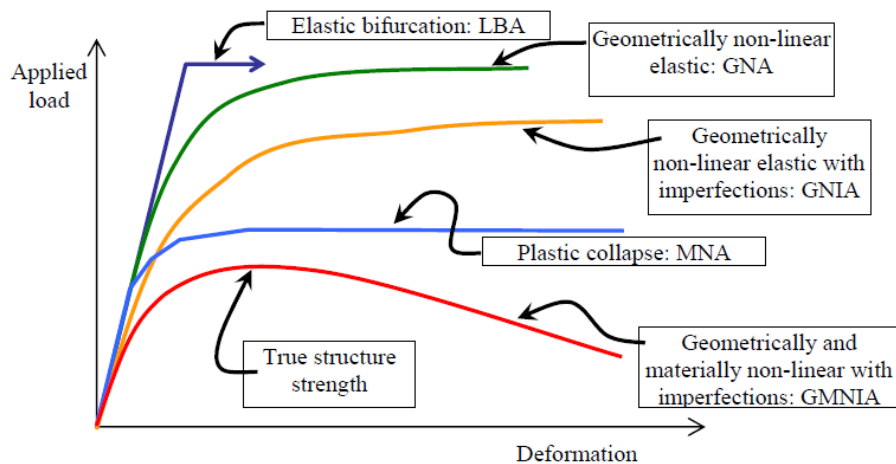 Elastic bifurcation: LBA
Applied
load
Geometrically non-linear
elastic: GNA
Geometrically
non-linear elastic with
imperfections: GNIA
Plastic collapse: MNA
True structure
strength
Geometrically and
materially non-linear with
imperfections: GMNIA
Deformation